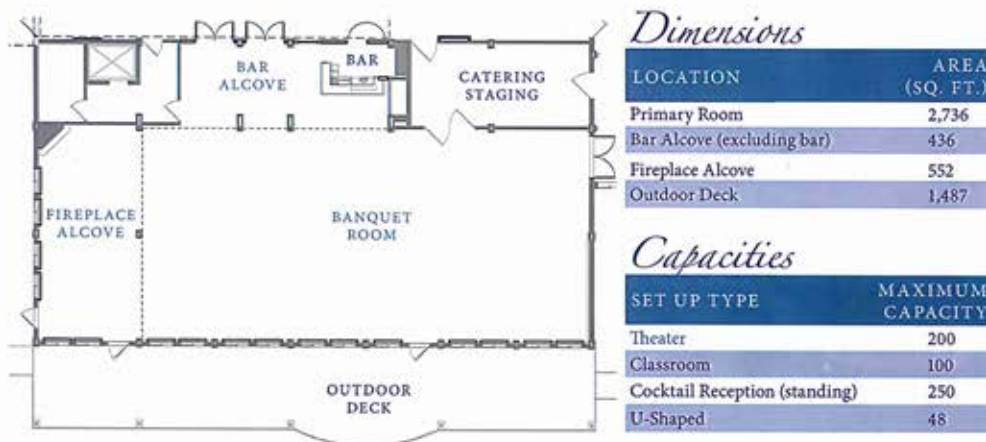 BAR
ALCOVE
BAR
CATERING
STAGING
FIREPLACE
ALCOVE
BANQUET
ROOM
OUTDOOR
DECK
Dimensions
LOCATION AREA (SQ. FT.)
Primary Room 2,736
Bar Alcove (excluding bar) 436
Fireplace Alcove 552
Outdoor Deck 1,487
Capacities
SET UP TYPE MAXIMUM CAPACITY
Theater 200
Classroom 100
Cocktail Reception (standing) 250
U-Shaped 48